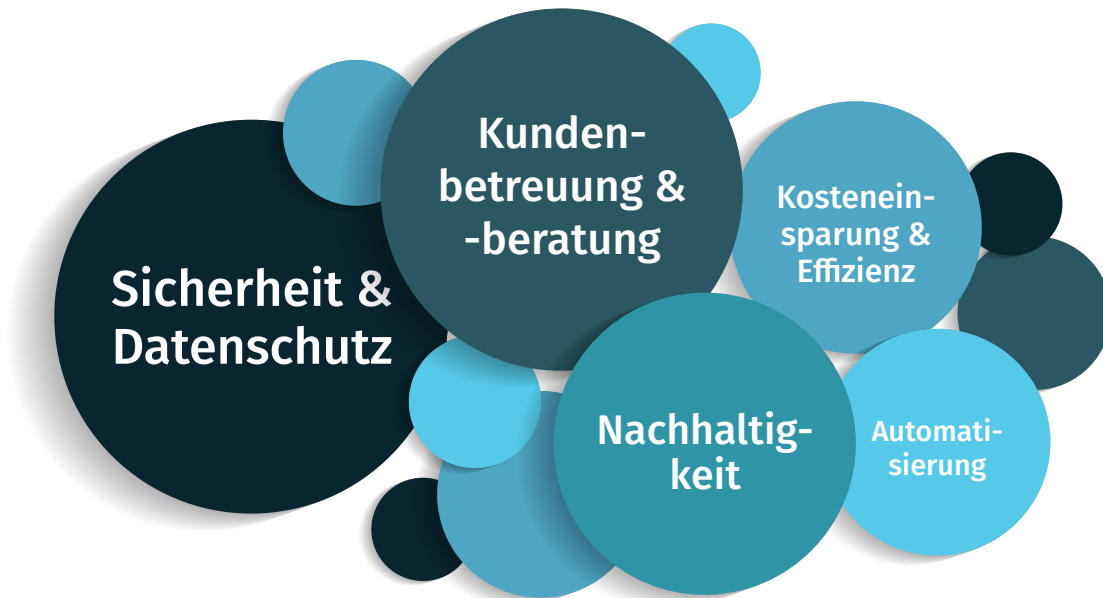 Kunden-
betreuung &
-beratung
Kostenein-
sparung &
Effizienz
Sicherheit &
Datenschutz
Nachhaltig-
keit
Automati-
sierung